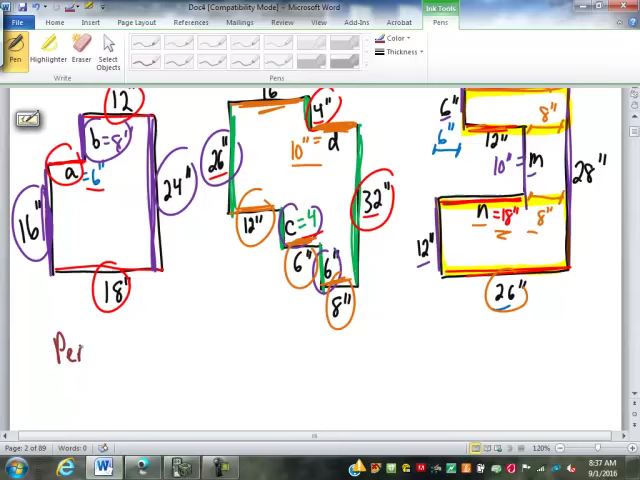 Doc4 [Compatibility Mode] - Microsoft Word
Ink Tools
File
Home
Insert
Page Layout
References
Mailings
Review
View
Add-Ins
Acrobat
Pens
Pen
Highlighter
Eraser
Select Objects
Color
Thickness
Write
Pens
12"
b=8"
a
=6"
16"
24"
18"
16
4"
10" =
d
26"
32"
12"
c=4
6"
6"
8"
6"
8"
6"
12"
10"=
m
28"
n
=18"
8"
12"
26"
Per
Page: 2 of 89
Words: 0
120%
8:37 AM
9/1/2016